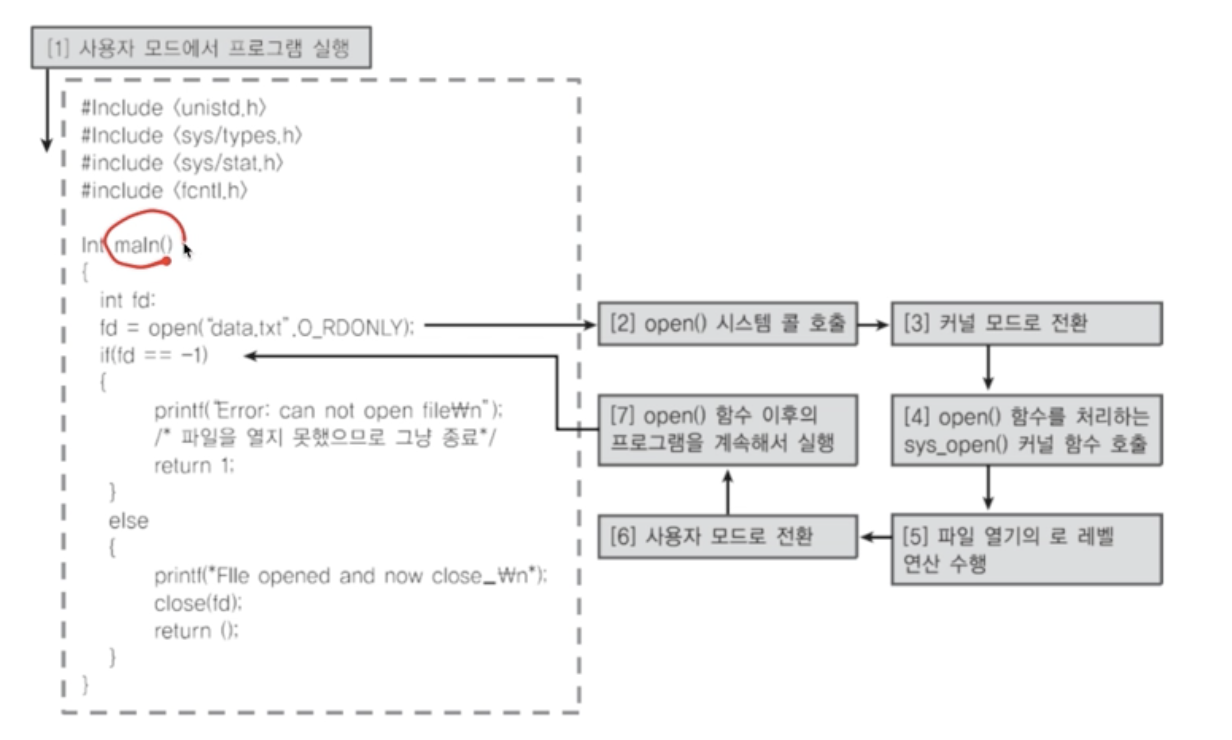 [1] 사용자 모드에서 프로그램 실행
#Include <unistd.h>
#Include <sys/types.h>
#include <sys/stat.h>
#include <fcntl.h>
Int maIn()
{
int fd:
fd = open("data.txt",O_RDONLY);
if(fd == -1)
{
printf("Error: can not open file₩n");
/* 파일을 열지 못했으므로 그냥 종료*/
return 1;
}
else
{
printf(*FIle opened and now close_₩n*);
close(fd);
return ();
}
}
[2] open() 시스템 콜 호출
[3] 커널 모드로 전환
[4] open() 함수를 처리하는
sys_open() 커널 함수 호출
[5] 파일 열기의 로 레벨
연산 수행
[6] 사용자 모드로 전환
[7] open() 함수 이후의
프로그램을 계속해서 실행